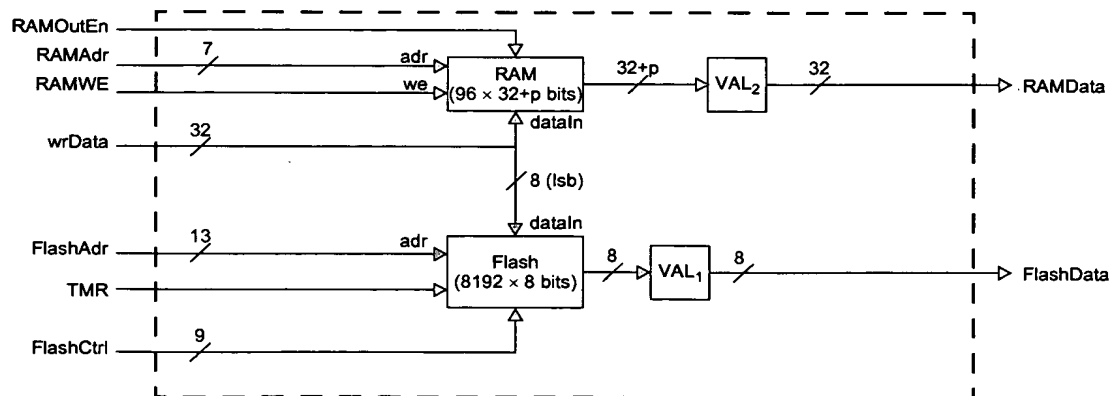 RAMOutEn
RAMAdr
7
adr
RAMWE
we
RAM
(96 × 32+p bits)
32+p
VAL2
32
RAMData
dataIn
wrData
32
8 (lsb)
dataIn
FlashAdr
13
adr
Flash
(8192 × 8 bits)
8
VAL1
8
FlashData
TMR
FlashCtrl
9